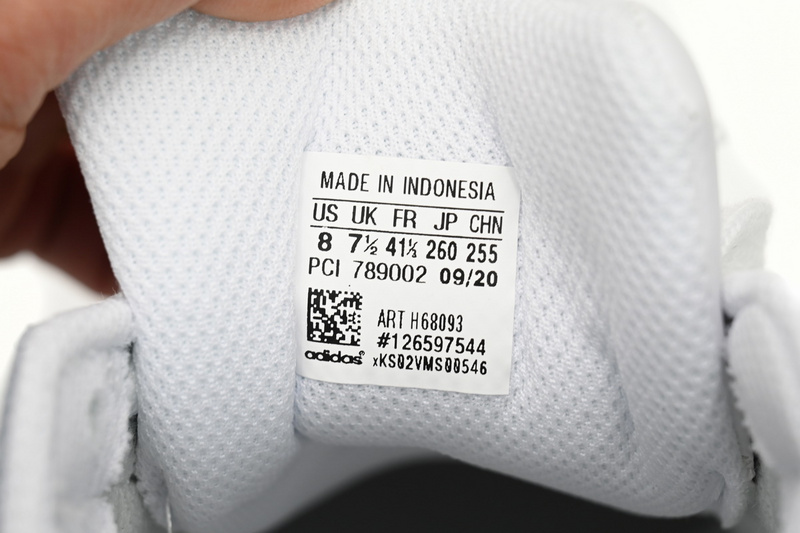 MADE IN INDONESIA
US UK FR JP CHN
8 7½ 41⅓ 260 255
PCI 789002 09/20
ART H68093
#126597544
adidas® xKS02VMS00546